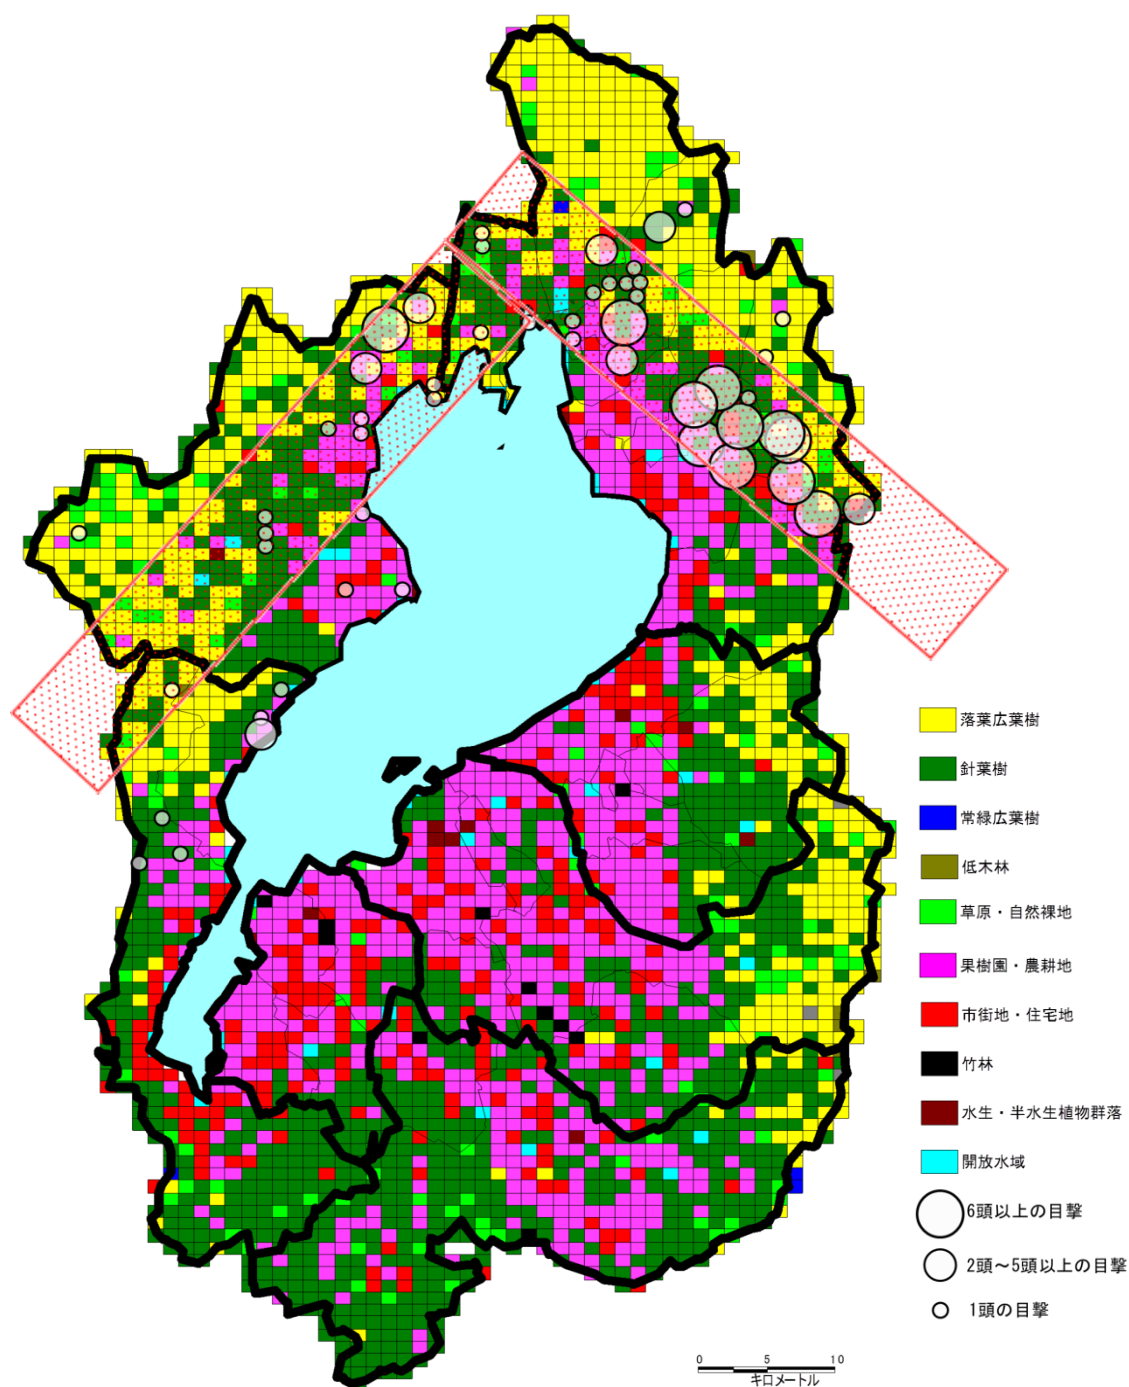 落葉広葉樹
針葉樹
常緑広葉樹
低木林
草原・自然裸地
果樹園・農耕地
市街地・住宅地
竹林
水生・半水生植物群落
開放水域
6頭以上の目撃
2頭～5頭以上の目撃
1頭の目撃
0 5 10
キロメートル